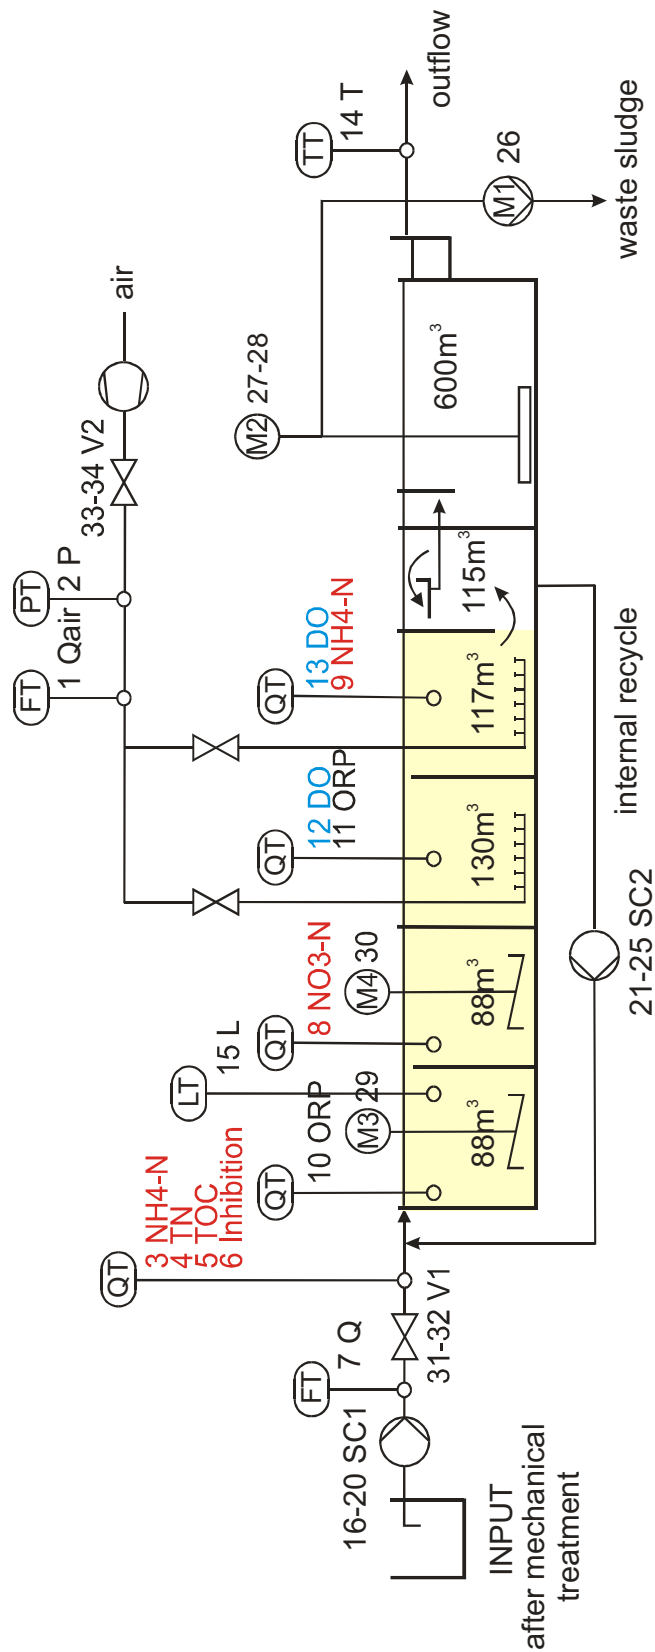 INPUT
after mechanical
treatment
16-20 SC1
FT
7 Q
31-32 V1
QT
3 NH4-N
4 TN
5 TOC
6 Inhibition
QT
10 ORP
M3
29
LT
15 L
QT
8 NO3-N
M4
30
QT
12 DO
11 ORP
QT
13 DO
9 NH4-N
FT
1 Qair
PT
2 P
33-34 V2
air
M2
27-28
TT
14 T
outflow
M1
26
waste sludge
88m³
88m³
130m³
117m³
115m³
600m³
21-25 SC2
internal recycle